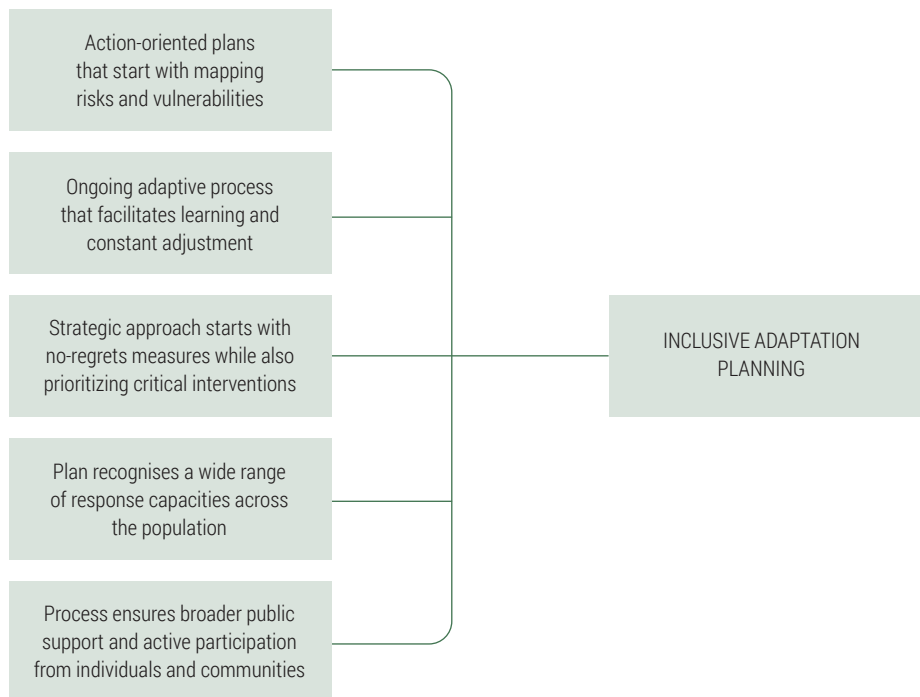 Action-oriented plans
that start with mapping
risks and vulnerabilities
Ongoing adaptive process
that facilitates learning and
constant adjustment
Strategic approach starts with
no-regrets measures while also
prioritizing critical interventions
Plan recognises a wide range
of response capacities across
the population
Process ensures broader public
support and active participation
from individuals and communities
INCLUSIVE ADAPTATION
PLANNING